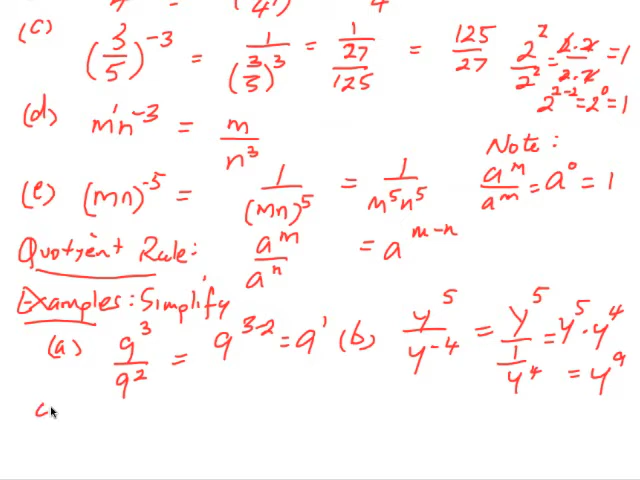 (c) (3/5)^-3 = 1/(3/5)^3 = 1/(27/125) = 125/27 2^2/2^2 = 2·2/2·2 = 1
2^2-2 = 2^0 = 1
(d) m^1n^-3 = m/n^3
Note:
(e) (mn)^-5 = 1/(mn)^5 = 1/m^5n^5 a^m/a^m = a^0 = 1
Quotyent Rule: a^m/a^n = a^m-n
Examples: Simplify
(a) 9^3/9^2 = 9^3-2 = 9^1 (b) y^5/y^-4 = y^5/(1/y^4) = y^5·y^4
= y^9